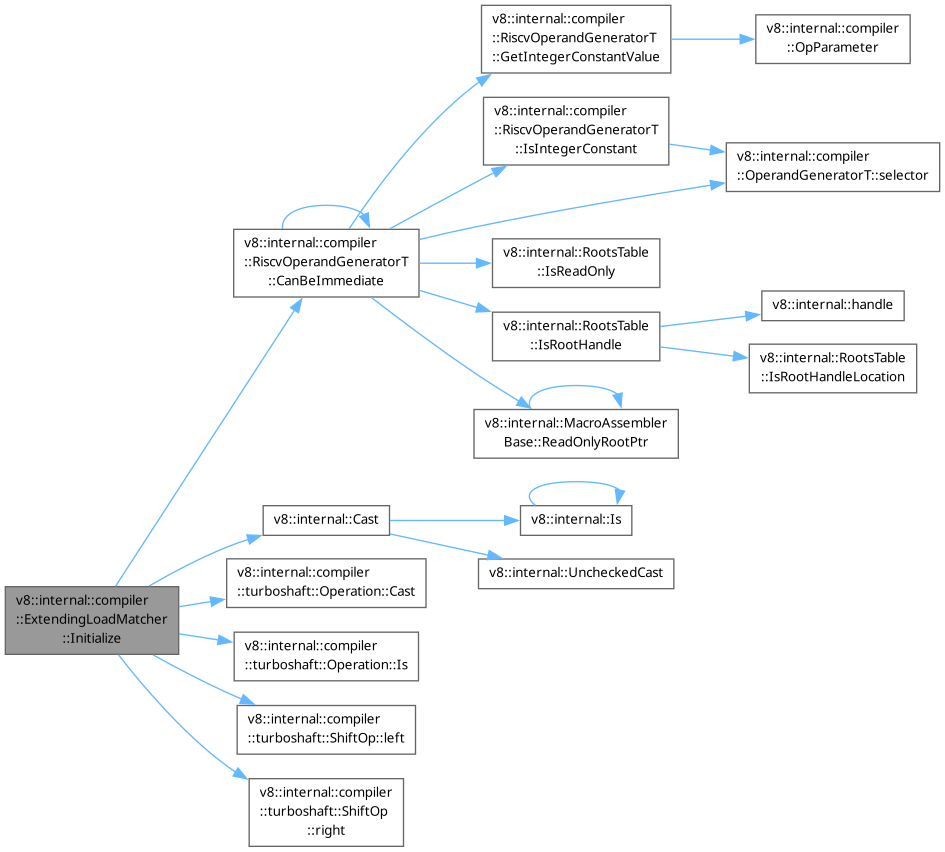 v8::internal::compiler
::RiscvOperandGeneratorT
::GetIntegerConstantValue
v8::internal::compiler
::OpParameter
v8::internal::compiler
::RiscvOperandGeneratorT
::IsIntegerConstant
v8::internal::compiler
::OperandGeneratorT::selector
v8::internal::compiler
::RiscvOperandGeneratorT
::CanBeImmediate
v8::internal::RootsTable
::IsReadOnly
v8::internal::handle
v8::internal::RootsTable
::IsRootHandle
v8::internal::RootsTable
::IsRootHandleLocation
v8::internal::MacroAssembler
Base::ReadOnlyRootPtr
v8::internal::Cast
v8::internal::Is
v8::internal::UncheckedCast
v8::internal::compiler
::turboshaft::Operation::Cast
v8::internal::compiler
::ExtendingLoadMatcher
::Initialize
v8::internal::compiler
::turboshaft::Operation::Is
v8::internal::compiler
::turboshaft::ShiftOp::left
v8::internal::compiler
::turboshaft::ShiftOp
::right